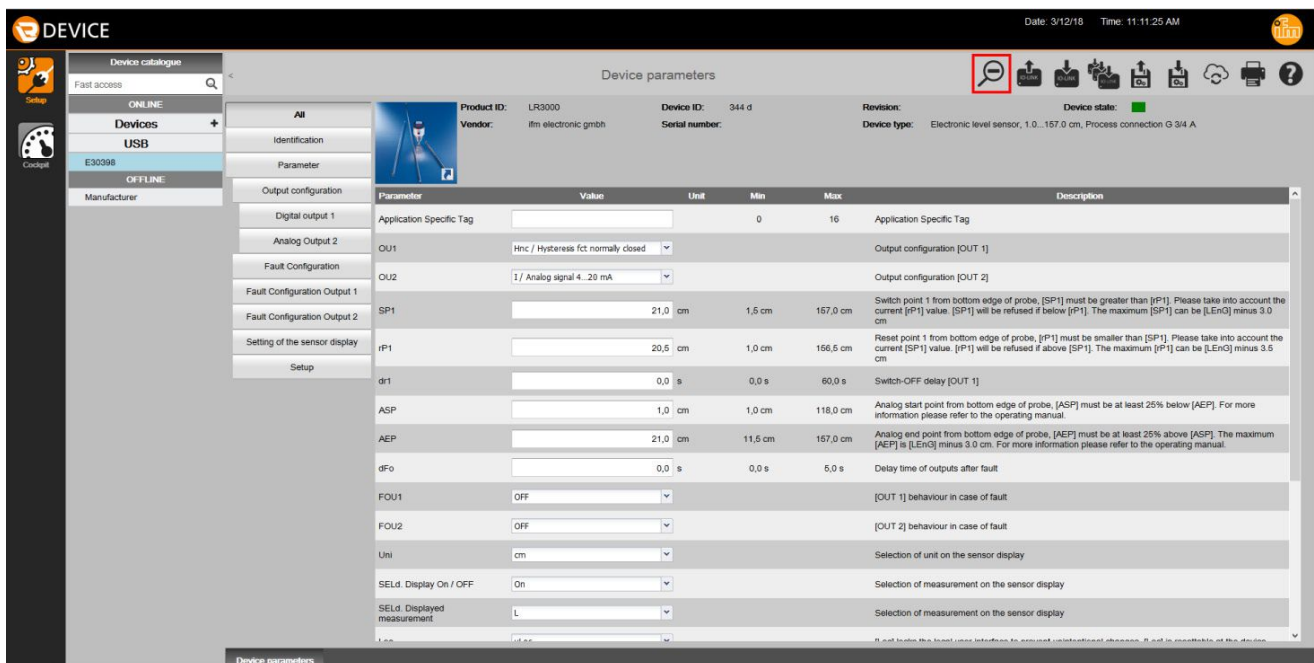 DEVICE
Date: 3/12/18 Time: 11:11:25 AM
ifm
Setup
Cockpit
Device catalogue
Fast access
ONLINE
Devices +
USB
E30398
OFFLINE
Manufacturer
<
Device parameters
IO-LINK
IO-LINK
IO-LINK
All
Identification
Parameter
Output configuration
Digital output 1
Analog Output 2
Fault Configuration
Fault Configuration Output 1
Fault Configuration Output 2
Setting of the sensor display
Setup
Product ID: LR3000 Device ID: 344 d Revision: Device state:
Vendor: ifm electronic gmbh Serial number: Device type: Electronic level sensor, 1.0...157.0 cm, Process connection G 3/4 A
Parameter Value Unit Min Max Description
Application Specific Tag 0 16 Application Specific Tag
OU1 Hnc / Hysteresis fct normally closed Output configuration [OUT 1]
OU2 I / Analog signal 4...20 mA Output configuration [OUT 2]
SP1 21,0 cm 1,5 cm 157,0 cm Switch point 1 from bottom edge of probe, [SP1] must be greater than [rP1]. Please take into account the
current [rP1] value. [SP1] will be refused if below [rP1]. The maximum [SP1] can be [LEnG] minus 3.0
cm
rP1 20,5 cm 1,0 cm 156,5 cm Reset point 1 from bottom edge of probe, [rP1] must be smaller than [SP1]. Please take into account the
current [SP1] value. [rP1] will be refused if above [SP1]. The maximum [rP1] can be [LEnG] minus 3.5
cm
dr1 0,0 s 0,0 s 60,0 s Switch-OFF delay [OUT 1]
ASP 1,0 cm 1,0 cm 118,0 cm Analog start point from bottom edge of probe, [ASP] must be at least 25% below [AEP]. For more
information please refer to the operating manual.
AEP 21,0 cm 11,5 cm 157,0 cm Analog end point from bottom edge of probe, [AEP] must be at least 25% above [ASP]. The maximum
[AEP] is [LEnG] minus 3.0 cm. For more information please refer to the operating manual.
dFo 0,0 s 0,0 s 5,0 s Delay time of outputs after fault
FOU1 OFF [OUT 1] behaviour in case of fault
FOU2 OFF [OUT 2] behaviour in case of fault
Uni cm Selection of unit on the sensor display
SELd. Display On / OFF On Selection of measurement on the sensor display
SELd. Displayed
measurement L Selection of measurement on the sensor display
Device parameters